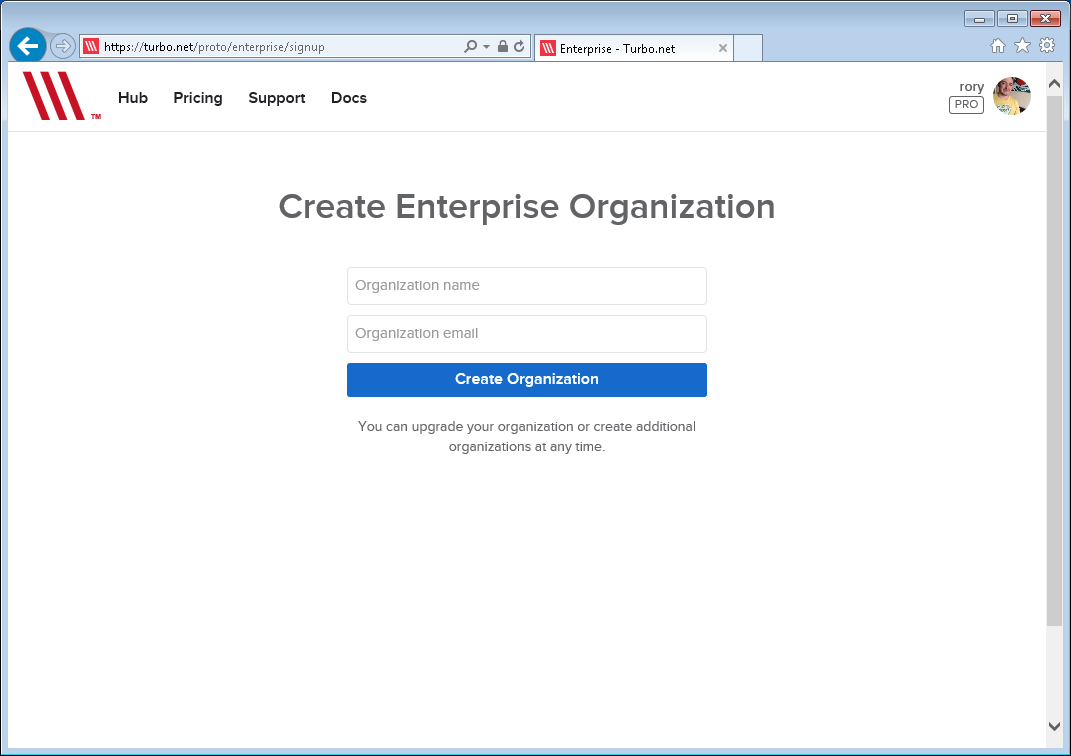 https://turbo.net/proto/enterprise/signup
Enterprise - Turbo.net
TM
Hub Pricing Support Docs
rory
PRO
Create Enterprise Organization
Organization name
Organization email
Create Organization
You can upgrade your organization or create additional
organizations at any time.